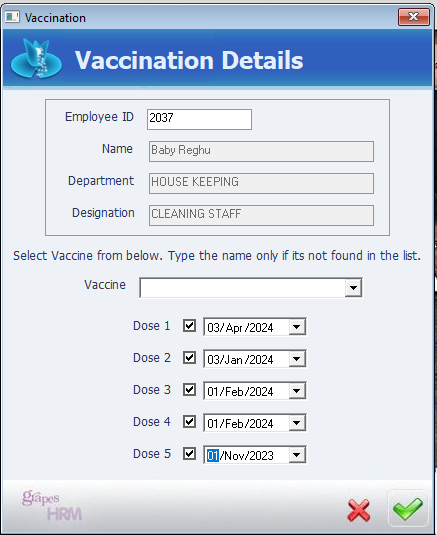 Vaccination
Vaccination Details
Employee ID 2037
Name Baby Reghu
Department HOUSE KEEPING
Designation CLEANING STAFF
Select Vaccine from below. Type the name only if its not found in the list.
Vaccine
Dose 1 03/Apr/2024
Dose 2 03/Jan/2024
Dose 3 01/Feb/2024
Dose 4 01/Feb/2024
Dose 5 01/Nov/2023
grapes
HRM